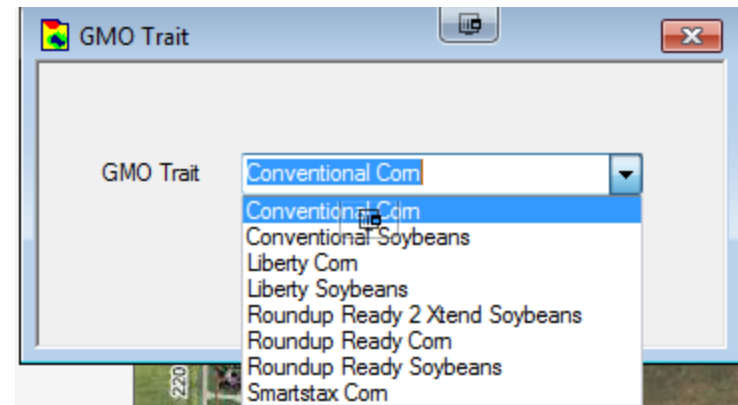 GMO Trait
GMO Trait Conventional Corn
Conventional Corn
Conventional Soybeans
Liberty Corn
Liberty Soybeans
Roundup Ready 2 Xtend Soybeans
Roundup Ready Corn
Roundup Ready Soybeans
Smartstax Corn
220